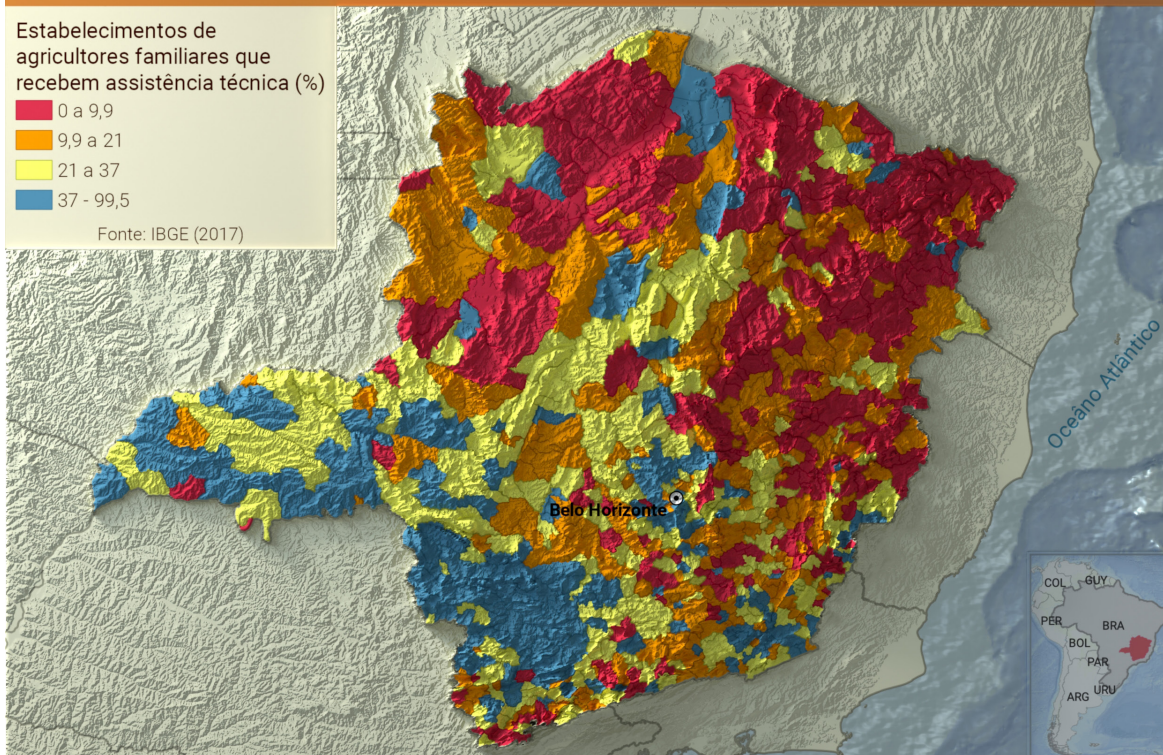 Estabelecimentos de
agricultores familiares que
recebem assistência técnica (%)
0 a 9,9
9,9 a 21
21 a 37
37 - 99,5
Fonte: IBGE (2017)
Belo Horizonte
Oceâno Atlântico
COL
GUY
PER
BRA
BOL
PAR
ARG
URU